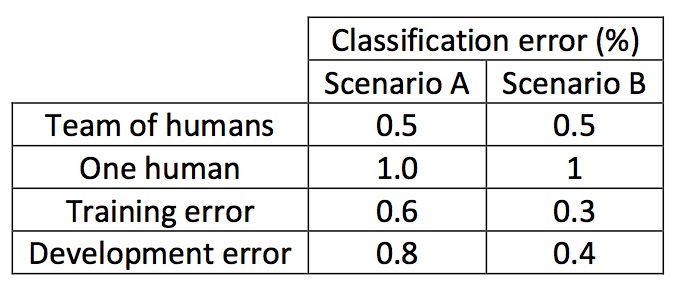 Classification error (%)
Scenario A Scenario B
Team of humans 0.5 0.5
One human 1.0 1
Training error 0.6 0.3
Development error 0.8 0.4